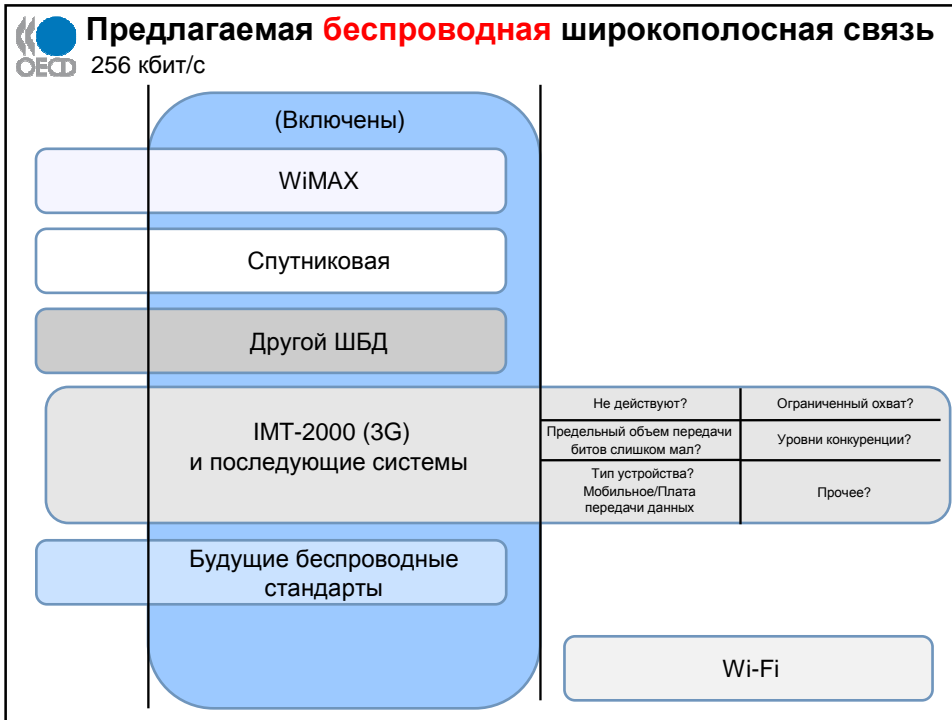 Предлагаемая беспроводная широкополосная связь
OECD
256 кбит/с
(Включены)
WiMAX
Спутниковая
Другой ШБД
IMT-2000 (3G)
и последующие системы
Не действуют?
Ограниченный охват?
Предельный объем передачи
битов слишком мал?
Уровни конкуренции?
Тип устройства?
Мобильное/Плата
передачи данных
Прочее?
Будущие беспроводные
стандарты
Wi-Fi